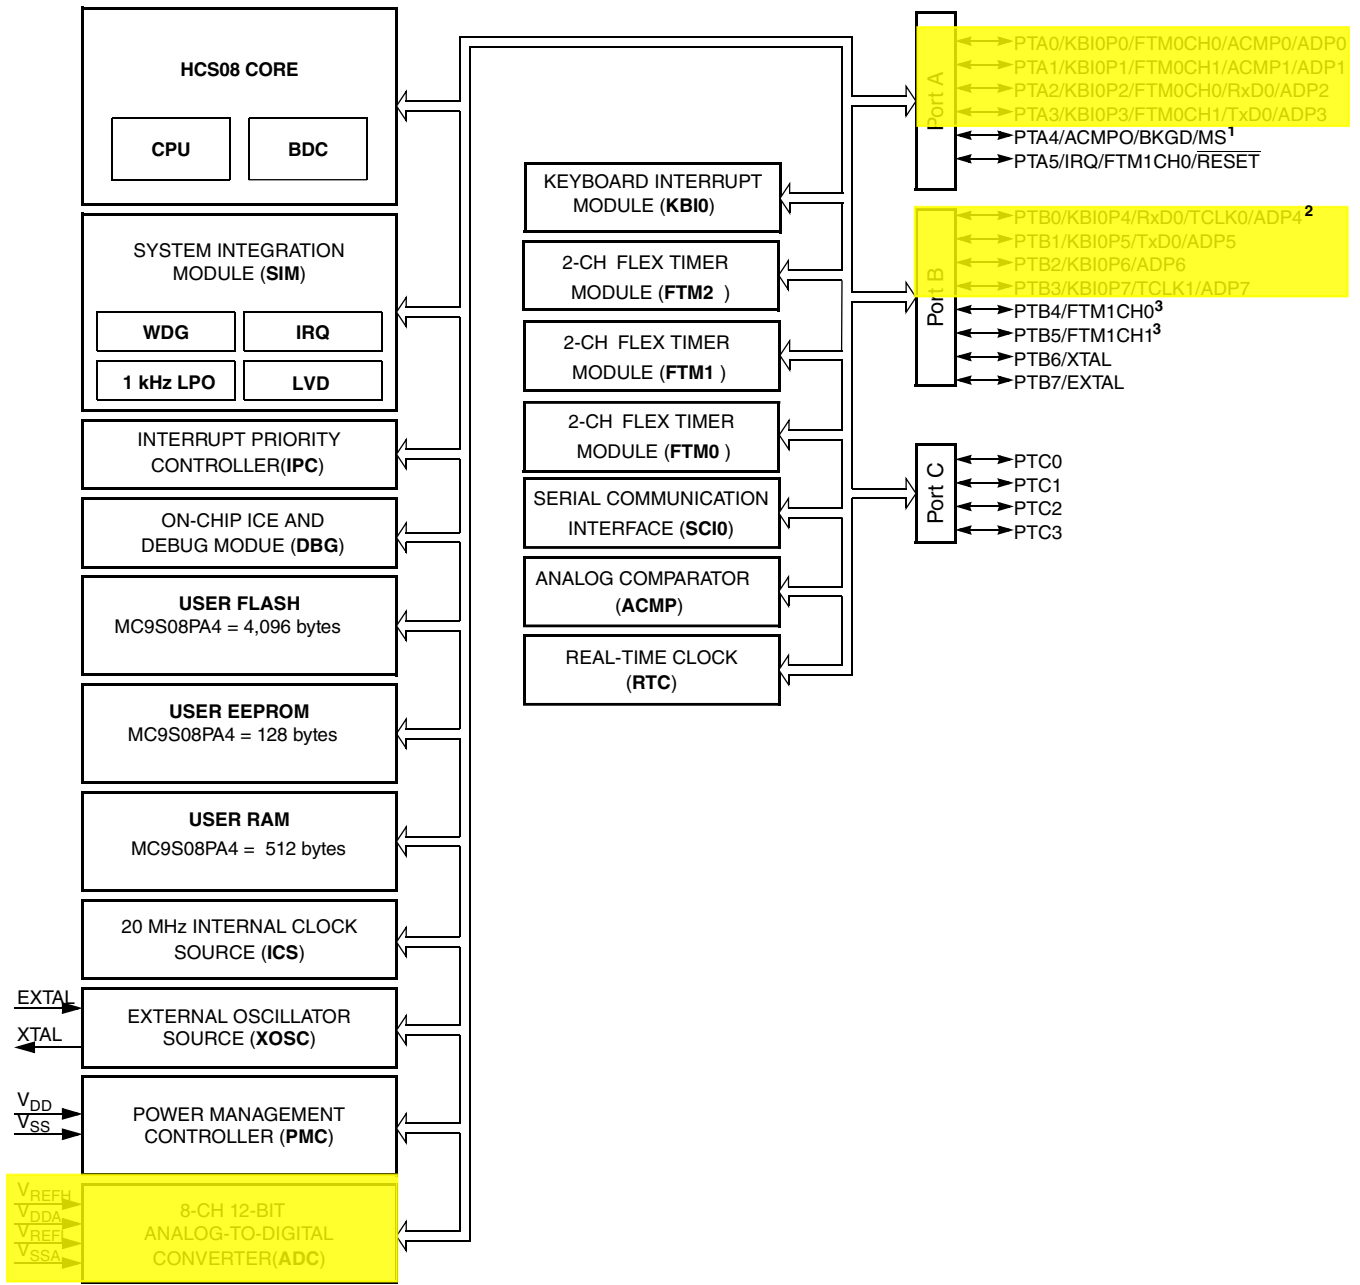 HCS08 CORE
CPU
BDC
SYSTEM INTEGRATION
MODULE (SIM)
WDG
IRQ
1 kHz LPO
LVD
INTERRUPT PRIORITY
CONTROLLER(IPC)
ON-CHIP ICE AND
DEBUG MODUE (DBG)
USER FLASH
MC9S08PA4 = 4,096 bytes
USER EEPROM
MC9S08PA4 = 128 bytes
USER RAM
MC9S08PA4 = 512 bytes
20 MHz INTERNAL CLOCK
SOURCE (ICS)
EXTAL
XTAL
EXTERNAL OSCILLATOR
SOURCE (XOSC)
VDD
VSS
POWER MANAGEMENT
CONTROLLER (PMC)
VREFH
VDDA
VREFL
VSSA
8-CH 12-BIT
ANALOG-TO-DIGITAL
CONVERTER(ADC)
KEYBOARD INTERRUPT
MODULE (KBI0)
2-CH FLEX TIMER
MODULE (FTM2 )
2-CH FLEX TIMER
MODULE (FTM1 )
2-CH FLEX TIMER
MODULE (FTM0 )
SERIAL COMMUNICATION
INTERFACE (SCI0)
ANALOG COMPARATOR
(ACMP)
REAL-TIME CLOCK
(RTC)
Port A
PTA0/KBI0P0/FTM0CH0/ACMP0/ADP0
PTA1/KBI0P1/FTM0CH1/ACMP1/ADP1
PTA2/KBI0P2/FTM0CH0/RxD0/ADP2
PTA3/KBI0P3/FTM0CH1/TxD0/ADP3
PTA4/ACMPO/BKGD/MS1
PTA5/IRQ/FTM1CH0/RESET
Port B
PTB0/KBI0P4/RxD0/TCLK0/ADP4 2
PTB1/KBI0P5/TxD0/ADP5
PTB2/KBI0P6/ADP6
PTB3/KBI0P7/TCLK1/ADP7
PTB4/FTM1CH0 3
PTB5/FTM1CH1 3
PTB6/XTAL
PTB7/EXTAL
Port C
PTC0
PTC1
PTC2
PTC3